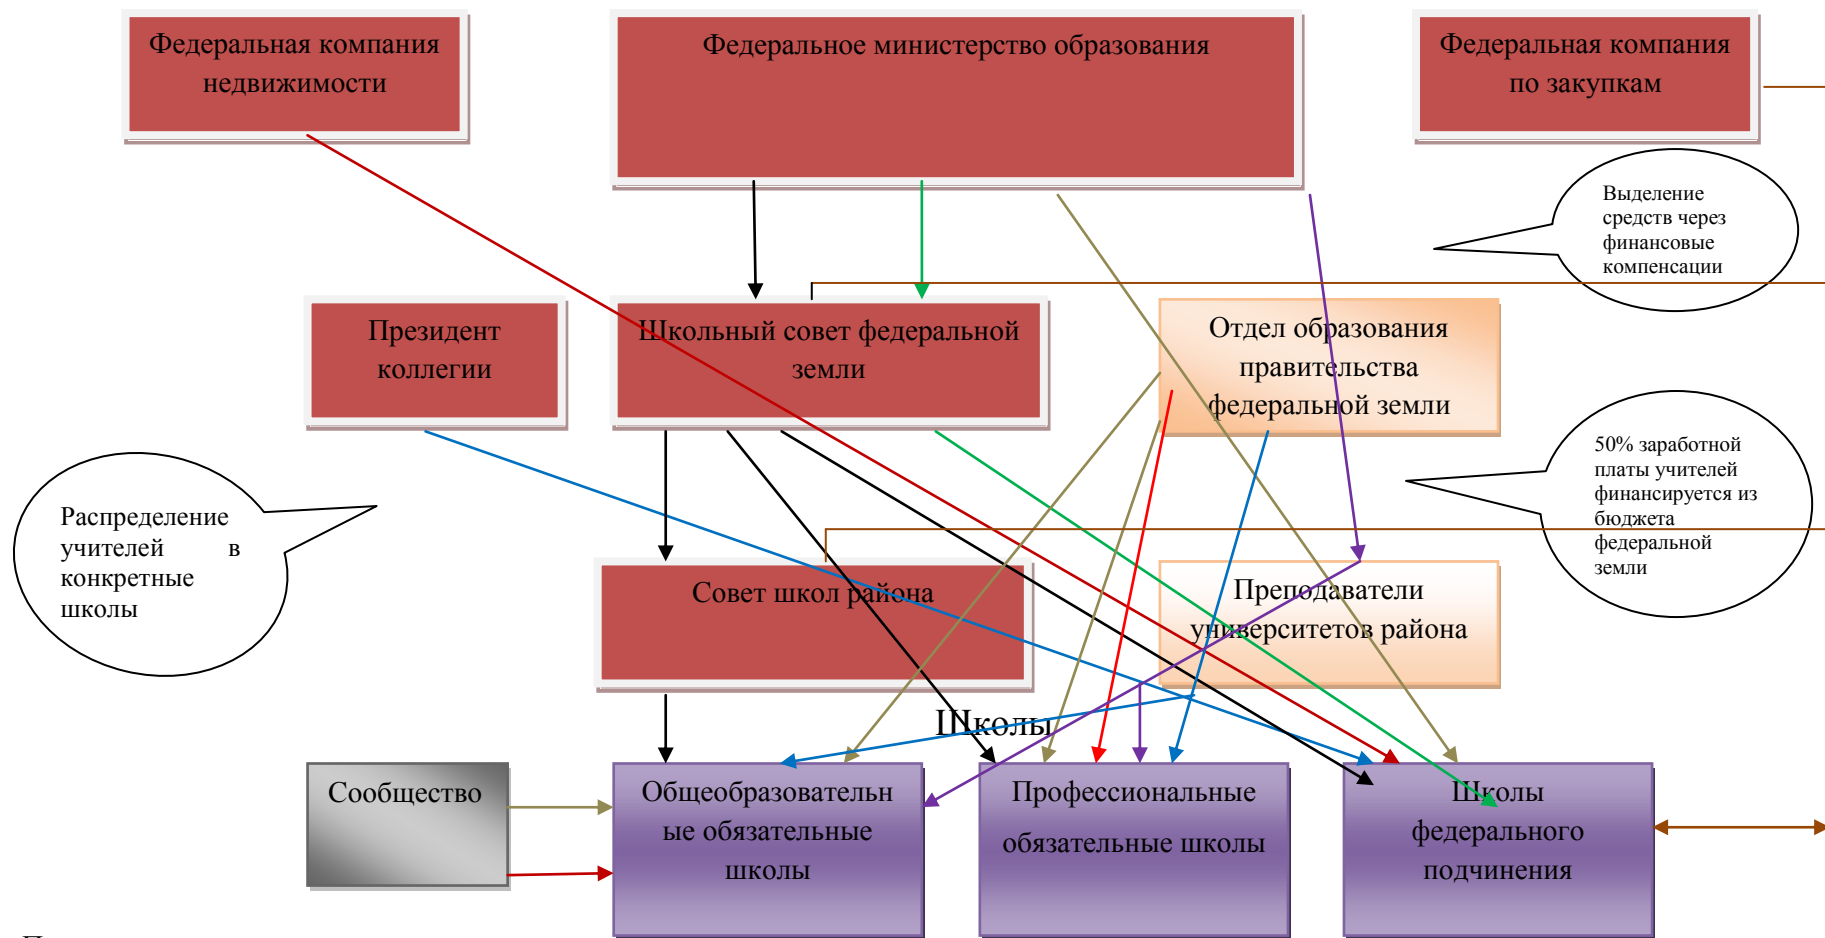 Федеральная компания
недвижимости
Федеральное министерство образования
Федеральная компания
по закупкам
Выделение
средств через
финансовые
компенсации
Президент
коллегии
Школьный совет федеральной
земли
Отдел образования
правительства
федеральной земли
50% заработной
платы учителей
финансируется из
бюджета
федеральной
земли
Распределение
учителей в
конкретные
школы
Совет школ района
Преподаватели
университетов района
Школы
Сообщество
Общеобразовательн
ые обязательные
школы
Профессиональные
обязательные школы
Школы
федерального
подчинения